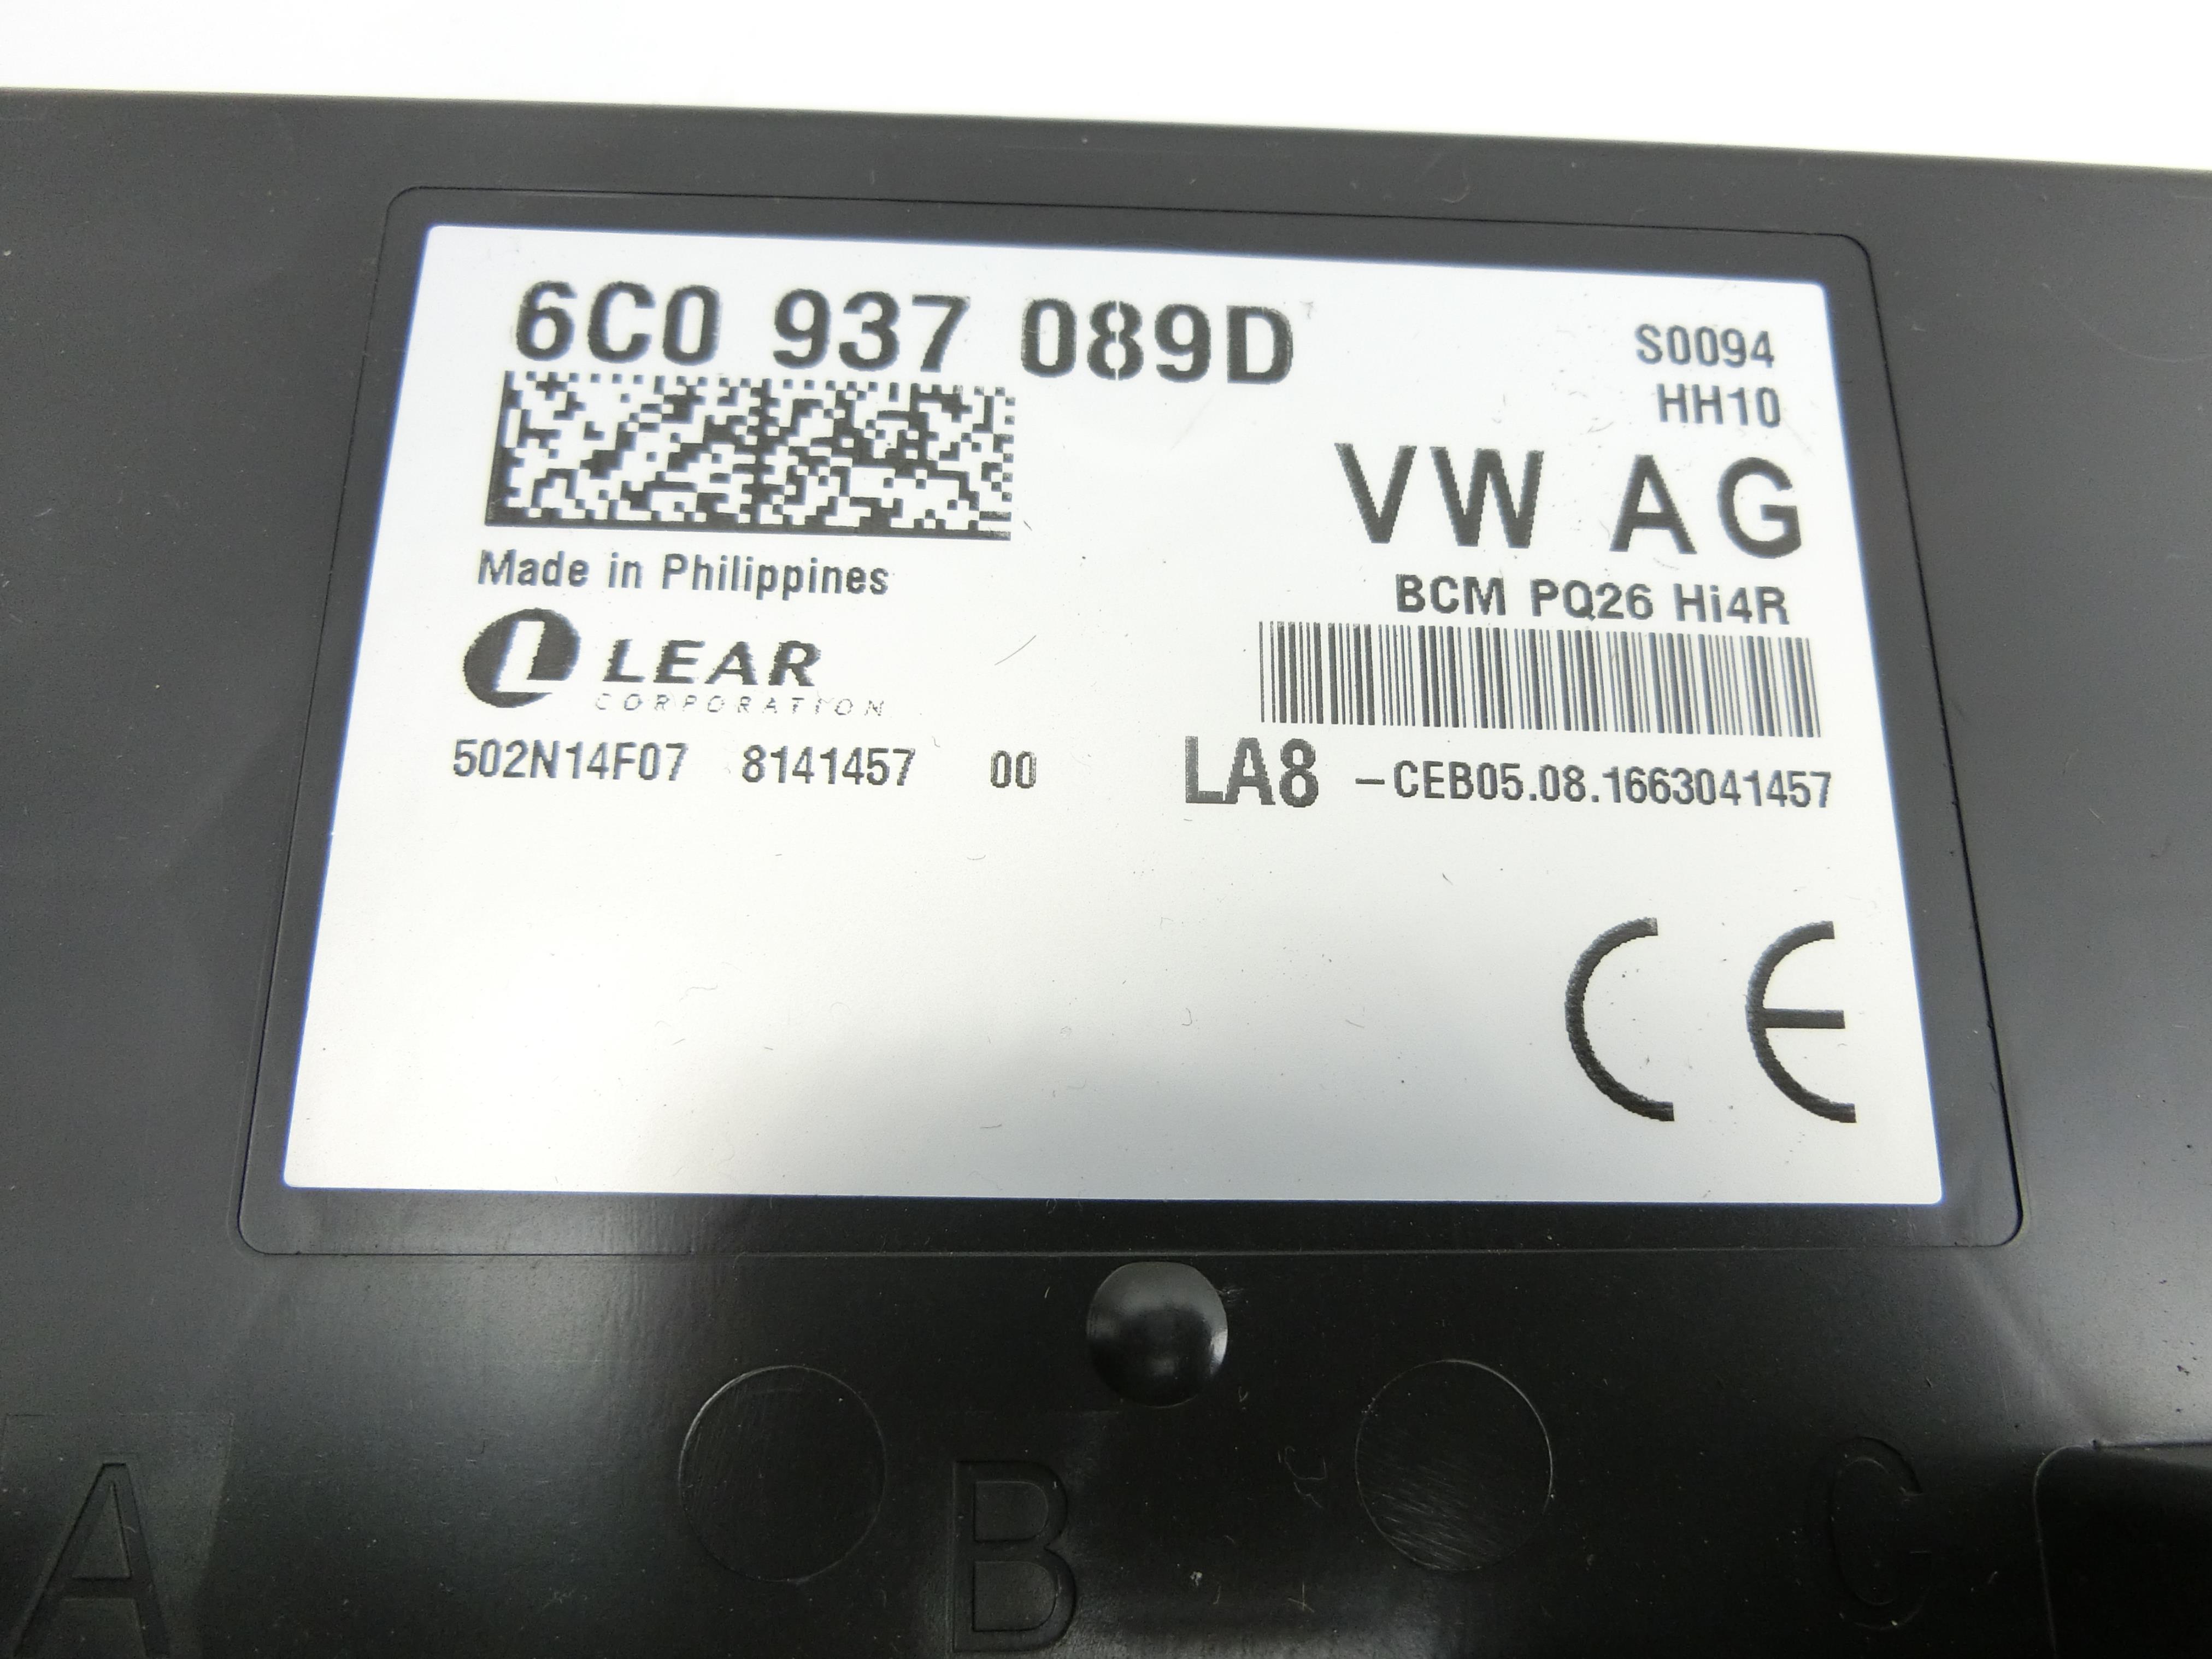 6C0 937 089D
S0094
HH10
VW AG
BCM PQ26 Hi4R
Made in Philippines
L LEAR
CORPORATION
502N14F07 8141457 00
LA8 -CEB05.08.1663041457
CE
A B C